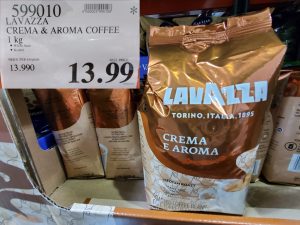 599010
LAVAZZA
CREMA & AROMA COFFEE
1 kg
13.990
13.99
LAVAZZA
TORINO, ITALIA, 1895
CREMA
E AROMA